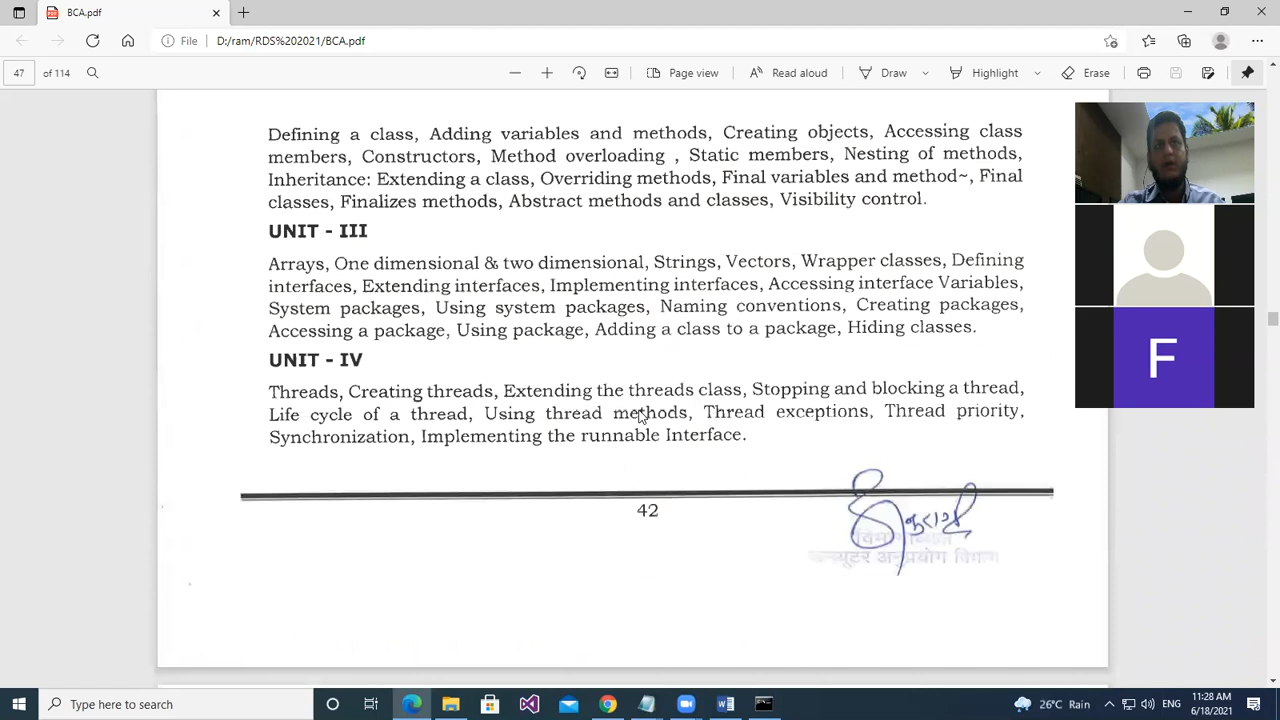 BCA.pdf
File
D:/ram/RDS%202021/BCA.pdf
47 of 114
Page view
Read aloud
Draw
Highlight
Erase
Defining a class, Adding variables and methods, Creating objects, Accessing class
members, Constructors, Method overloading , Static members, Nesting of methods,
Inheritance: Extending a class, Overriding methods, Final variables and method~, Final
classes, Finalizes methods, Abstract methods and classes, Visibility control.
UNIT - III
Arrays, One dimensional & two dimensional, Strings, Vectors, Wrapper classes, Defining
interfaces, Extending interfaces, Implementing interfaces, Accessing interface Variables,
System packages, Using system packages, Naming conventions, Creating packages,
Accessing a package, Using package, Adding a class to a package, Hiding classes.
UNIT - IV
Threads, Creating threads, Extending the threads class, Stopping and blocking a thread,
Life cycle of a thread, Using thread methods, Thread exceptions, Thread priority,
Synchronization, Implementing the runnable Interface.
42
अनुप्रयोग विभाग
F
Type here to search
26°C Rain
ENG
11:28 AM
6/18/2021